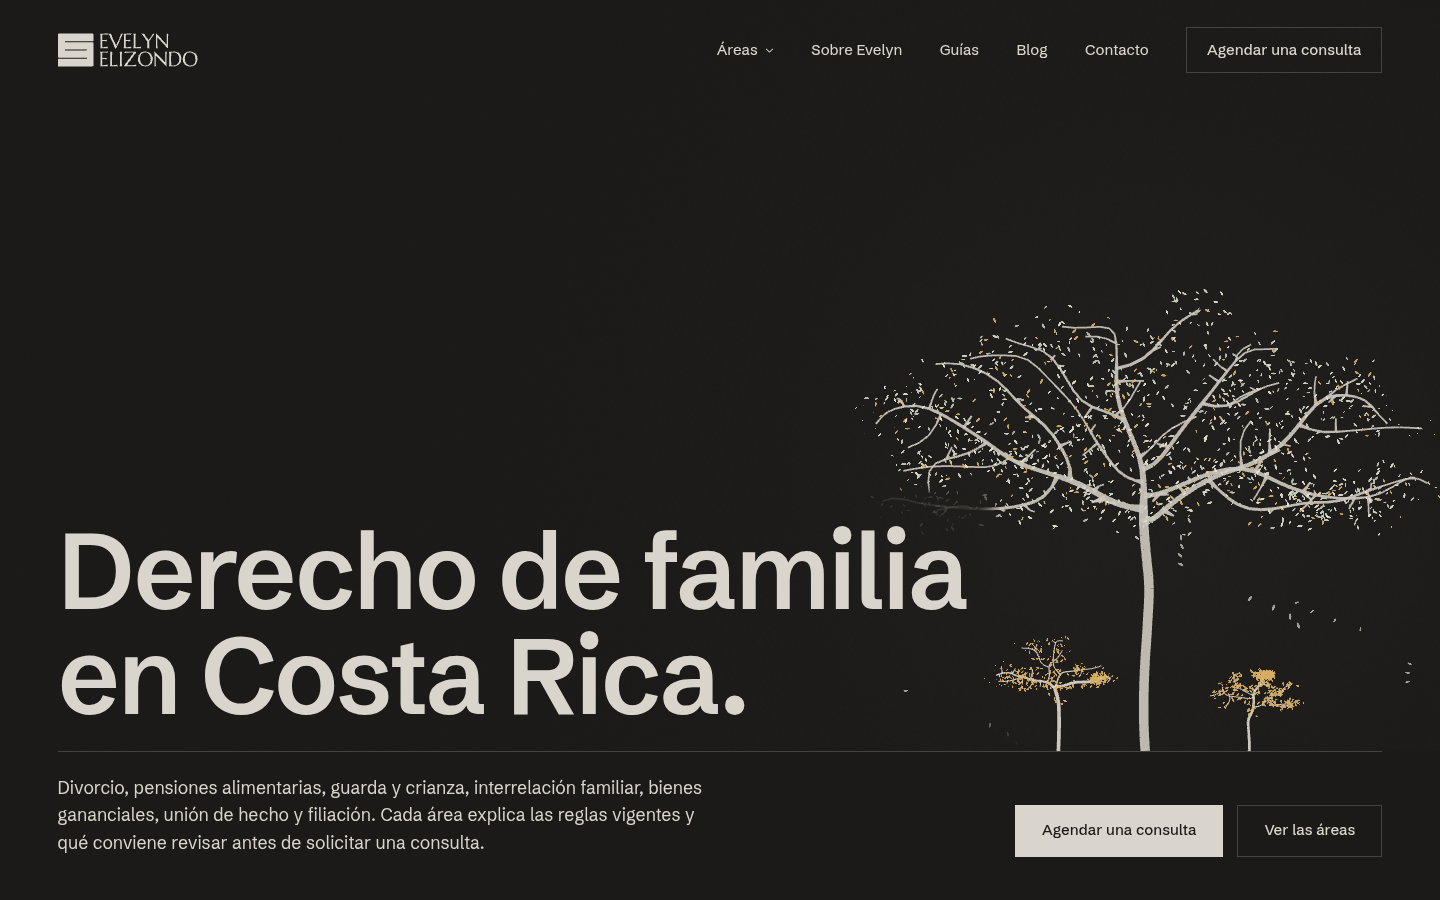 EVELYN
ELIZONDO
Áreas
Sobre Evelyn
Guías
Blog
Contacto
Agendar una consulta
Derecho de familia
en Costa Rica.
Divorcio, pensiones alimentarias, guarda y crianza, interrelación familiar, bienes
gananciales, unión de hecho y filiación. Cada área explica las reglas vigentes y
qué conviene revisar antes de solicitar una consulta.
Agendar una consulta
Ver las áreas